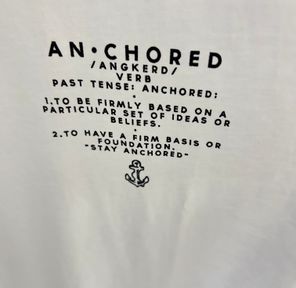 AN•CHORED
/ANGKERD/
VERB
PAST TENSE: ANCHORED:
1.TO BE FIRMLY BASED ON A
PARTICULAR SET OF IDEAS OR
BELIEFS.
2.TO HAVE A FIRM BASIS OR
FOUNDATION.
"STAY ANCHORED"